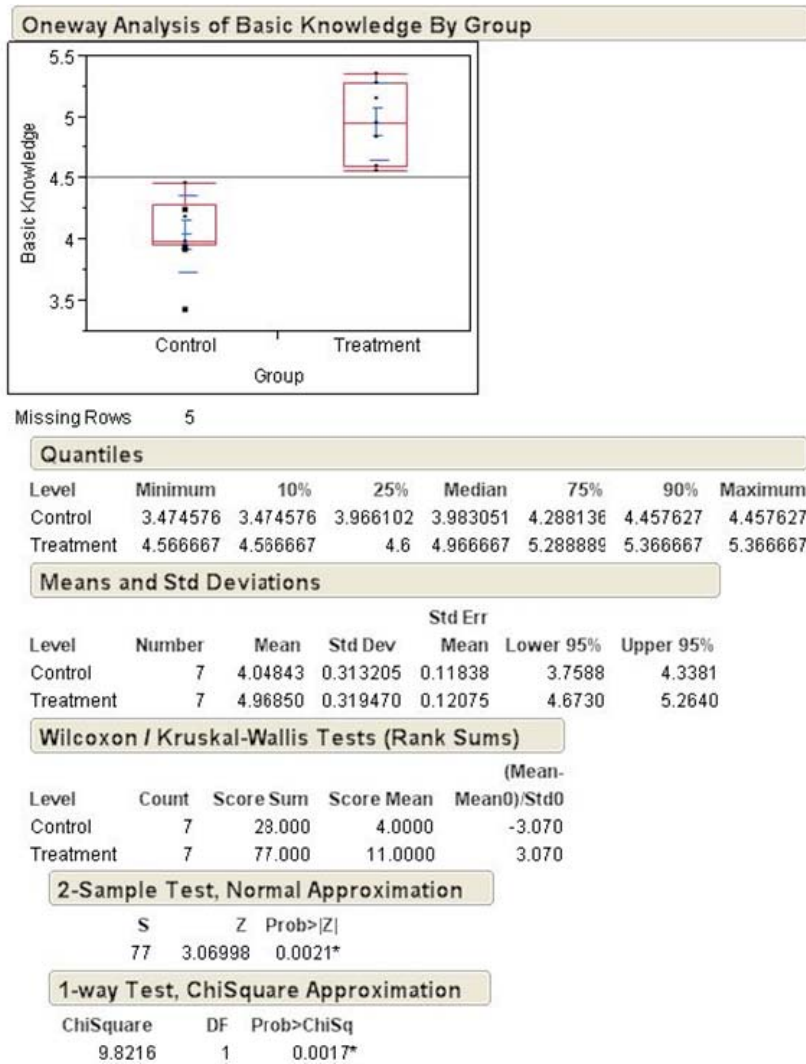 Oneway Analysis of Basic Knowledge By Group
5.5
5
4.5
4
3.5
Basic Knowledge
Control Treatment
Group
Missing Rows 5
Quantiles
Level Minimum 10% 25% Median 75% 90% Maximum
Control 3.474576 3.474576 3.966102 3.983051 4.288136 4.457627 4.457627
Treatment 4.566667 4.566667 4.6 4.966667 5.288889 5.366667 5.366667
Means and Std Deviations
Std Err
Level Number Mean Std Dev Mean Lower 95% Upper 95%
Control 7 4.04843 0.313205 0.11838 3.7588 4.3381
Treatment 7 4.96850 0.319470 0.12075 4.6730 5.2640
Wilcoxon / Kruskal-Wallis Tests (Rank Sums)
(Mean-
Level Count Score Sum Score Mean Mean0)/Std0
Control 7 28.000 4.0000 -3.070
Treatment 7 77.000 11.0000 3.070
2-Sample Test, Normal Approximation
S Z Prob>|Z|
77 3.06998 0.0021*
1-way Test, ChiSquare Approximation
ChiSquare DF Prob>ChiSq
9.8216 1 0.0017*